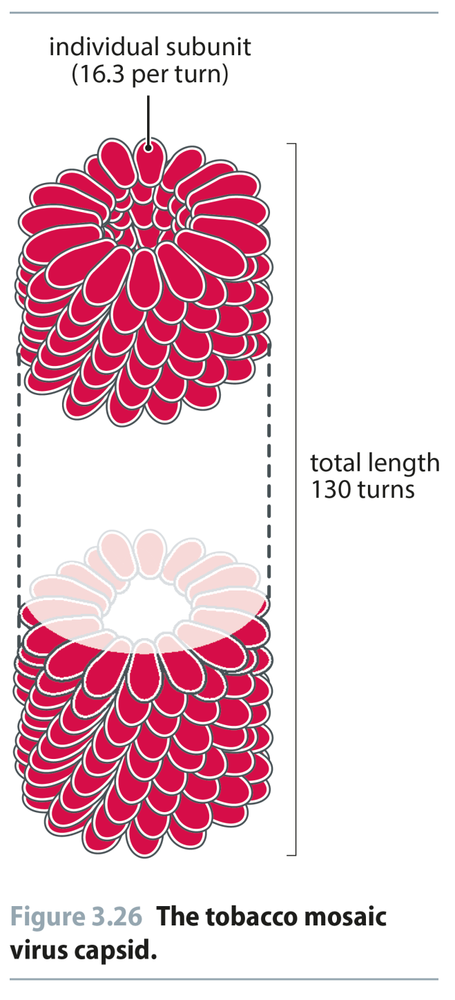 individual subunit
(16.3 per turn)
total length
130 turns
Figure 3.26 The tobacco mosaic
virus capsid.